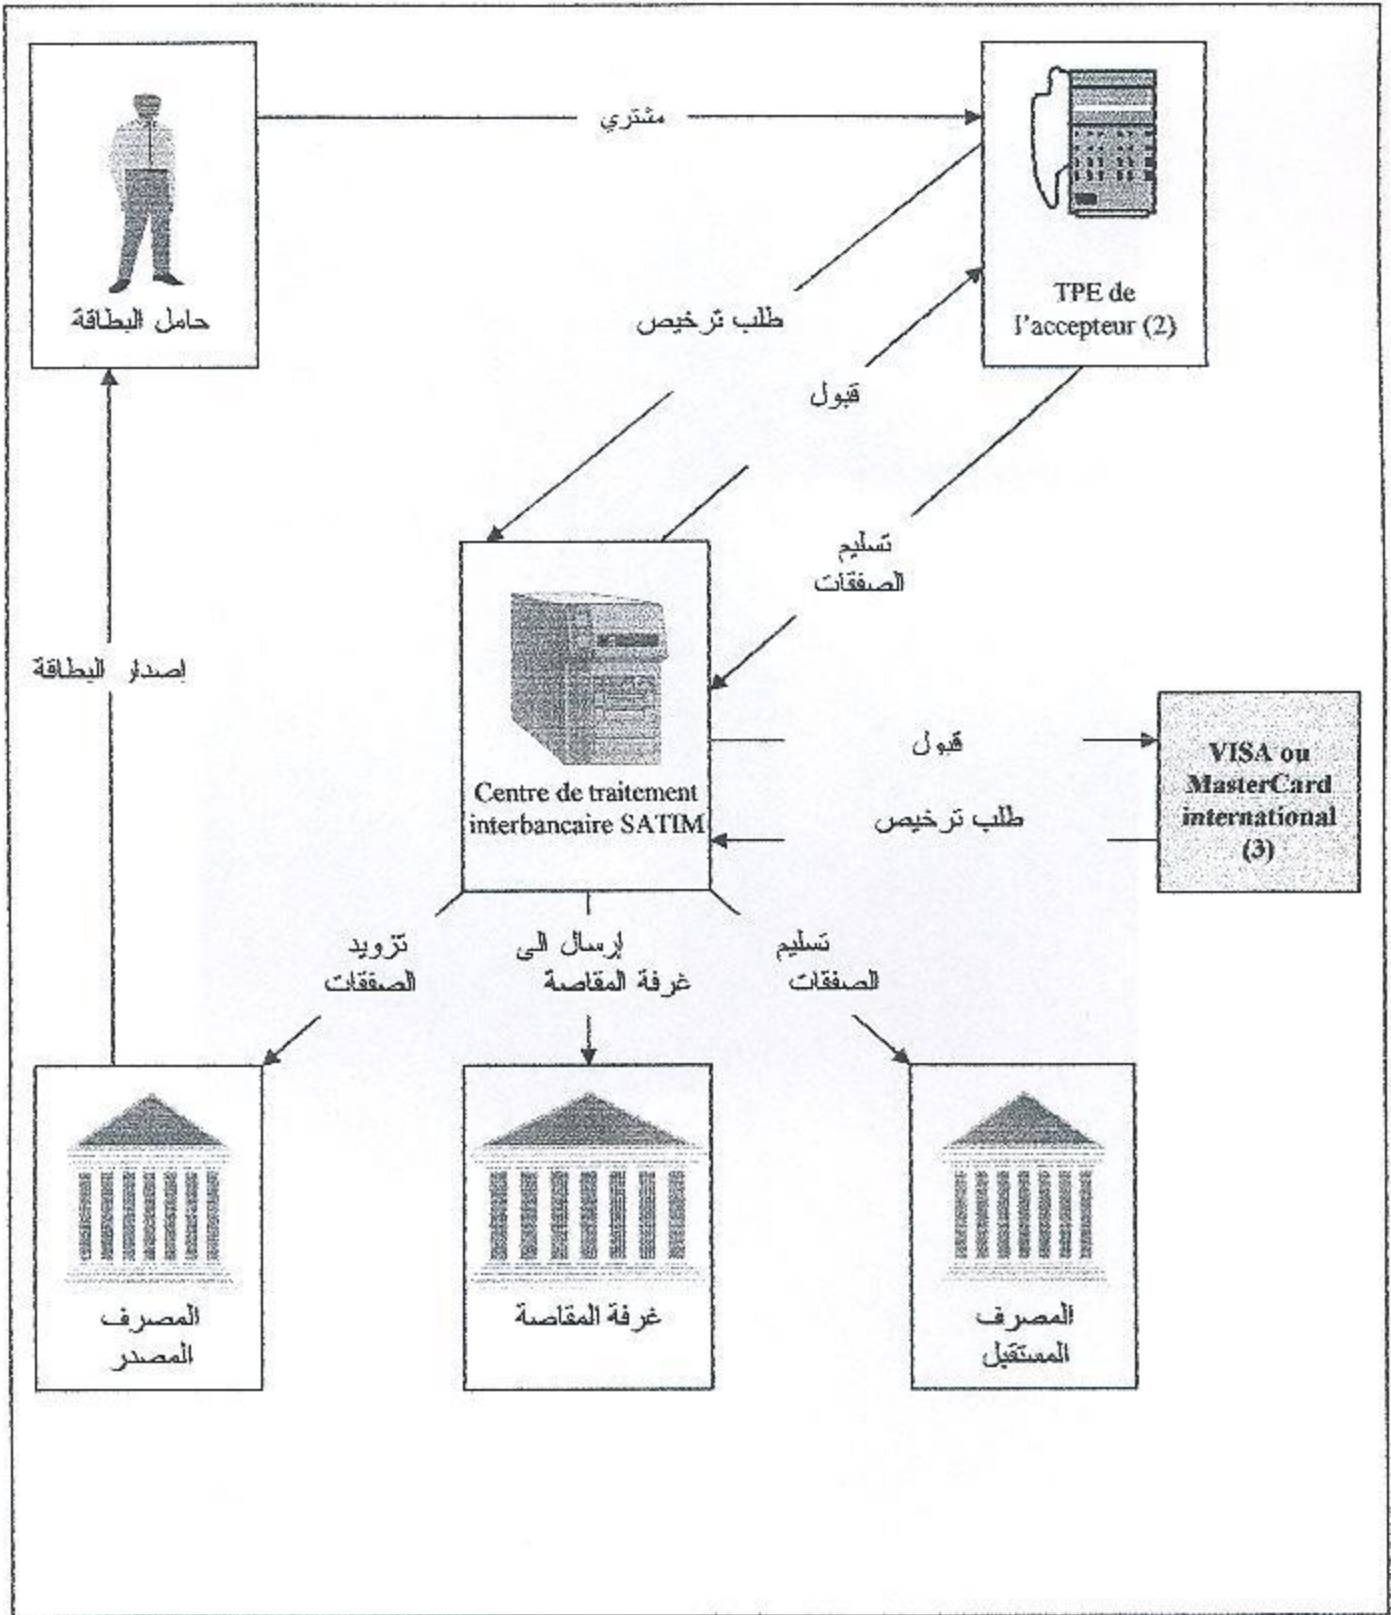 مشتري
حامل البطاقة
TPE de
l'accepteur (2)
طلب ترخيص
قبول
تسليم
الصفقات
إصدار البطاقة
Centre de traitement
interbancaire SATIM
قبول
طلب ترخيص
VISA ou
MasterCard
international
(3)
تزويد
الصفقات
إرسال الى
غرفة المقاصة
تسليم
الصفقات
المصرف
المصدر
غرفة المقاصة
المصرف
المستقبل